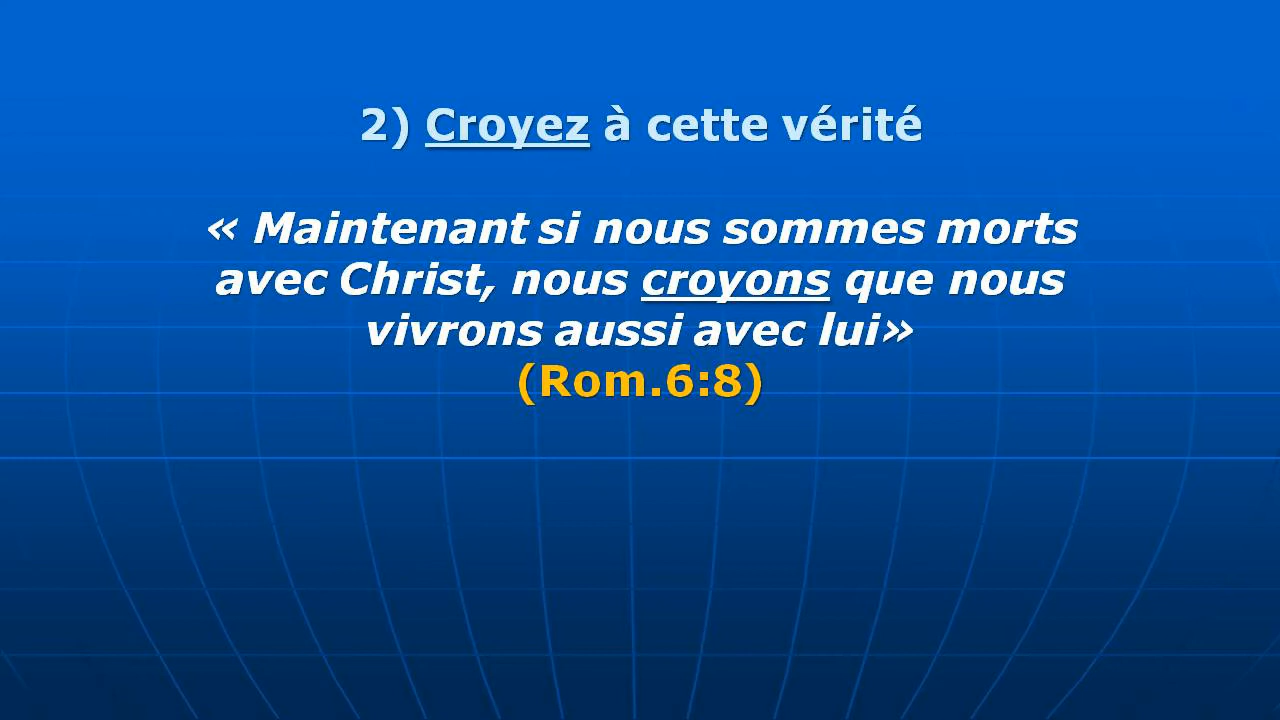 2) Croyez à cette vérité
« Maintenant si nous sommes morts
avec Christ, nous croyons que nous
vivrons aussi avec lui»
(Rom.6:8)